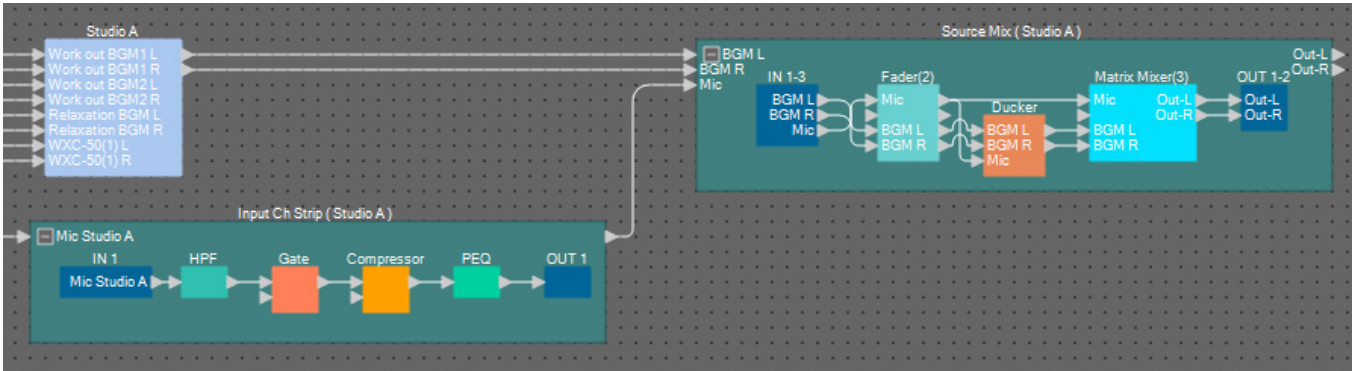 Studio A
Work out BGM1 L
Work out BGM1 R
Work out BGM2 L
Work out BGM2 R
Relaxation BGM L
Relaxation BGM R
WXC-50(1) L
WXC-50(1) R
Source Mix ( Studio A )
BGM L
BGM R
Mic
Out-L
Out-R
IN 1-3
BGM L
BGM R
Mic
Fader(2)
Mic
BGM L
BGM R
Ducker
BGM L
BGM R
Mic
Matrix Mixer(3)
Mic
BGM L
BGM R
Out-L
Out-R
OUT 1-2
Out-L
Out-R
Input Ch Strip ( Studio A )
Mic Studio A
IN 1
Mic Studio A
HPF
Gate
Compressor
PEQ
OUT 1